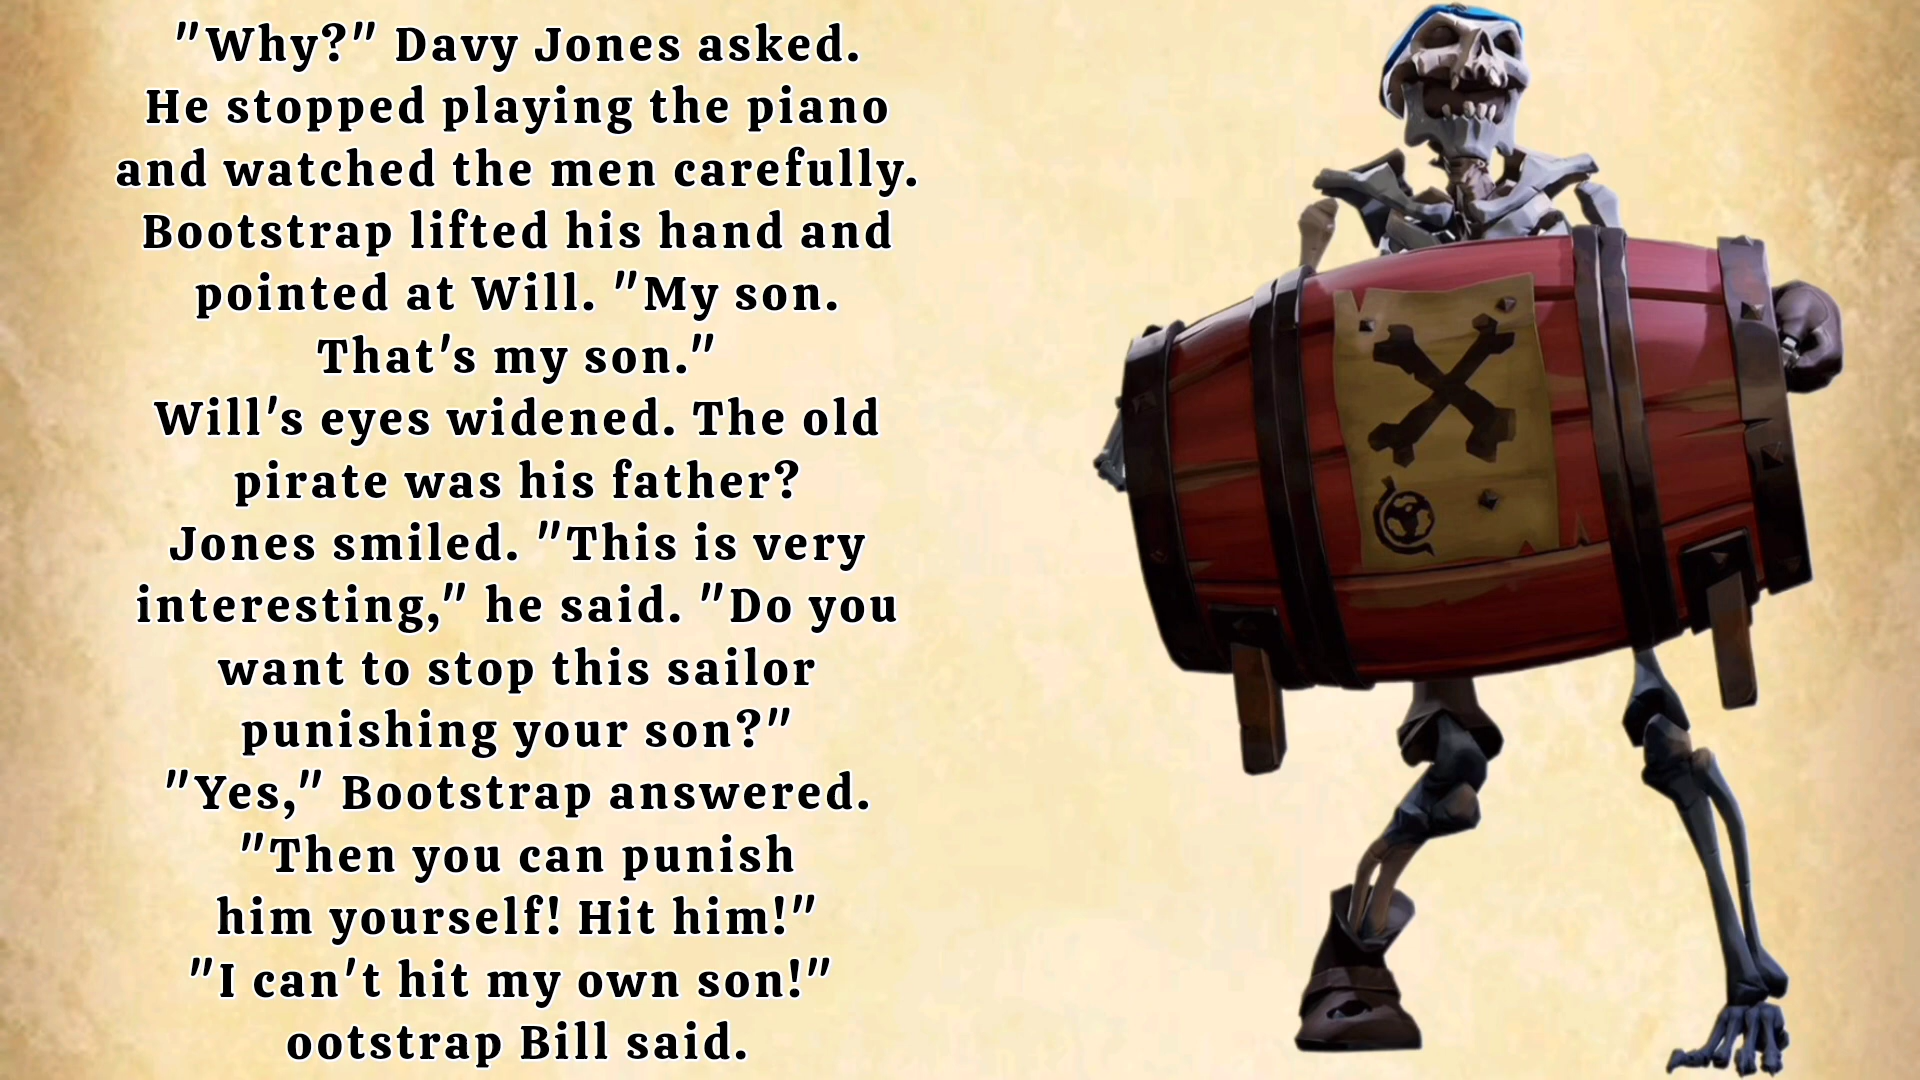 "Why?" Davy Jones asked.
He stopped playing the piano
and watched the men carefully.
Bootstrap lifted his hand and
pointed at Will. "My son.
That's my son."
Will's eyes widened. The old
pirate was his father?
Jones smiled. "This is very
interesting," he said. "Do you
want to stop this sailor
punishing your son?"
"Yes," Bootstrap answered.
"Then you can punish
him yourself! Hit him!"
"I can't hit my own son!"
ootstrap Bill said.